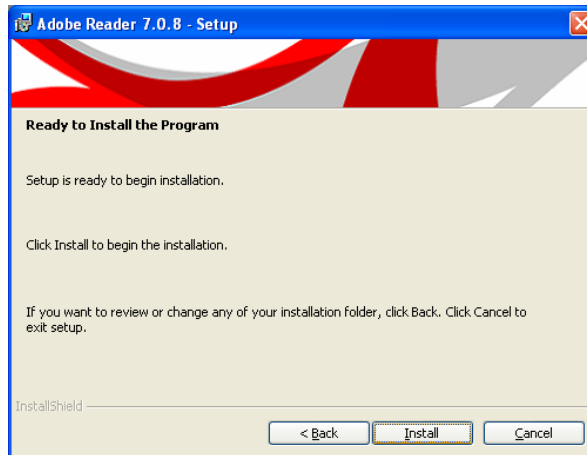 Adobe Reader 7.0.8 - Setup
Ready to Install the Program
Setup is ready to begin installation.
Click Install to begin the installation.
If you want to review or change any of your installation folder, click Back. Click Cancel to
exit setup.
InstallShield
< Back Install Cancel